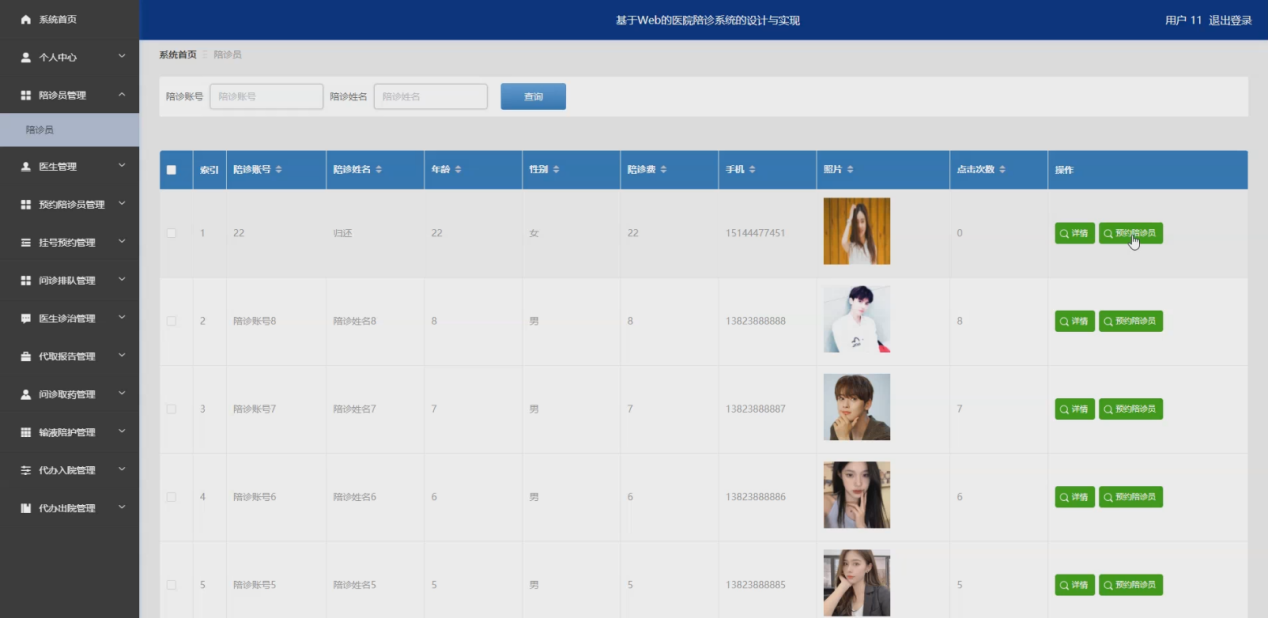 基于Web的医院陪诊系统的设计与实现
用户 11 退出登录
系统首页
个人中心
陪诊员管理
陪诊员
医生管理
预约陪诊员管理
挂号预约管理
问诊排队管理
医生诊治管理
代取报告管理
问诊取药管理
输液陪护管理
代办入院管理
代办出院管理
系统首页 陪诊员
陪诊账号 陪诊账号 陪诊姓名 陪诊姓名 查询
索引 陪诊账号 陪诊姓名 年龄 性别 陪诊费 手机 照片 点击次数 操作
1 22 归还 22 女 22 15144477451 0 详情 预约陪诊员
2 陪诊账号8 陪诊姓名8 8 男 8 13823888888 8 详情 预约陪诊员
3 陪诊账号7 陪诊姓名7 7 男 7 13823888887 7 详情 预约陪诊员
4 陪诊账号6 陪诊姓名6 6 男 6 13823888886 6 详情 预约陪诊员
5 陪诊账号5 陪诊姓名5 5 男 5 13823888885 5 详情 预约陪诊员